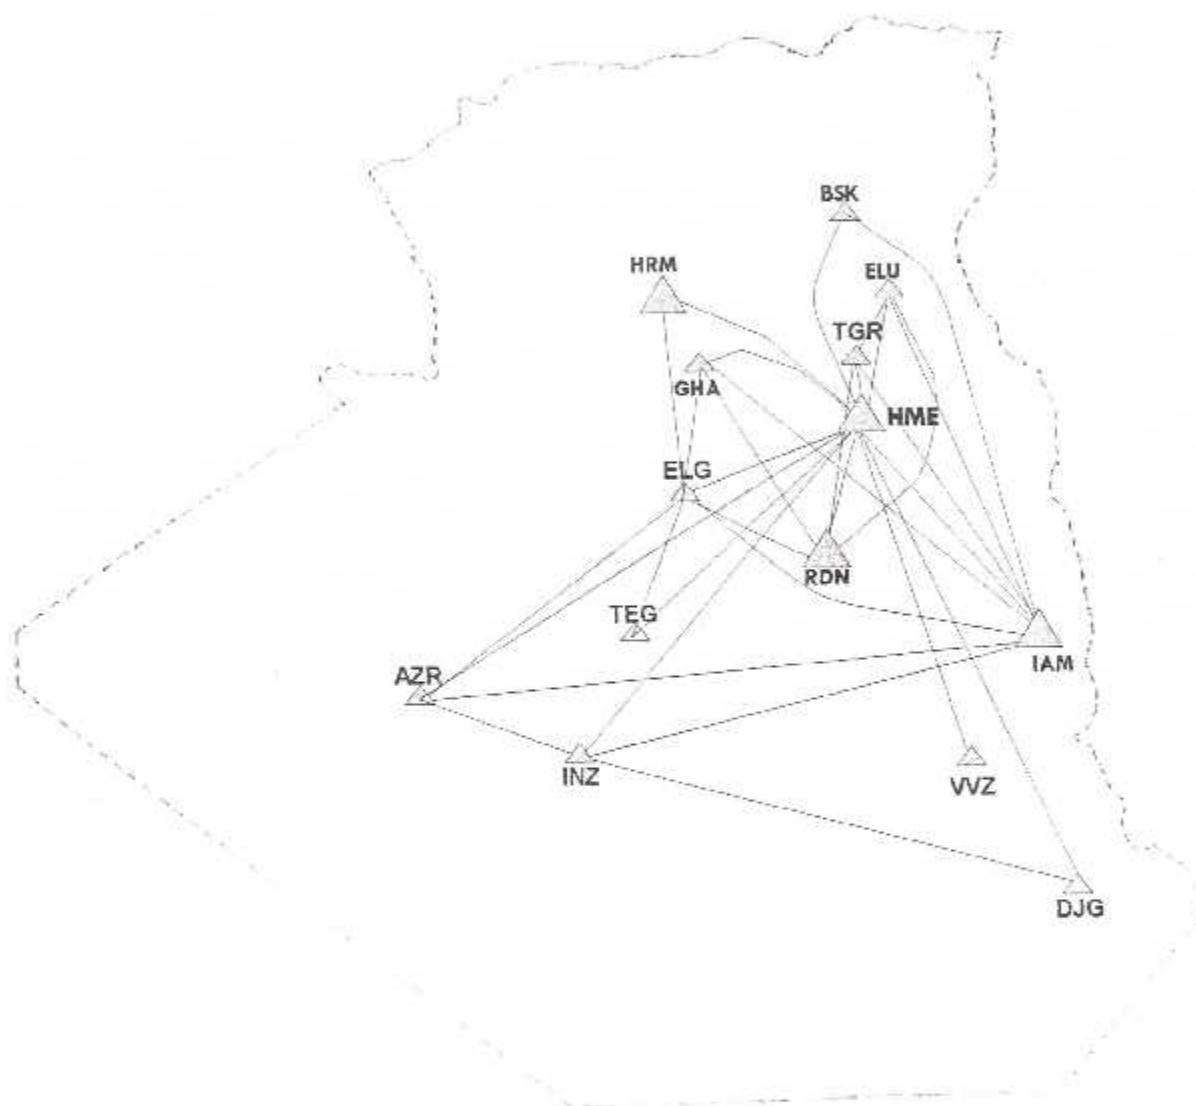 BSK
HRM
ELU
TGR
GHA
HME
ELG
RDN
TEG
IAM
AZR
INZ
VVZ
DJG